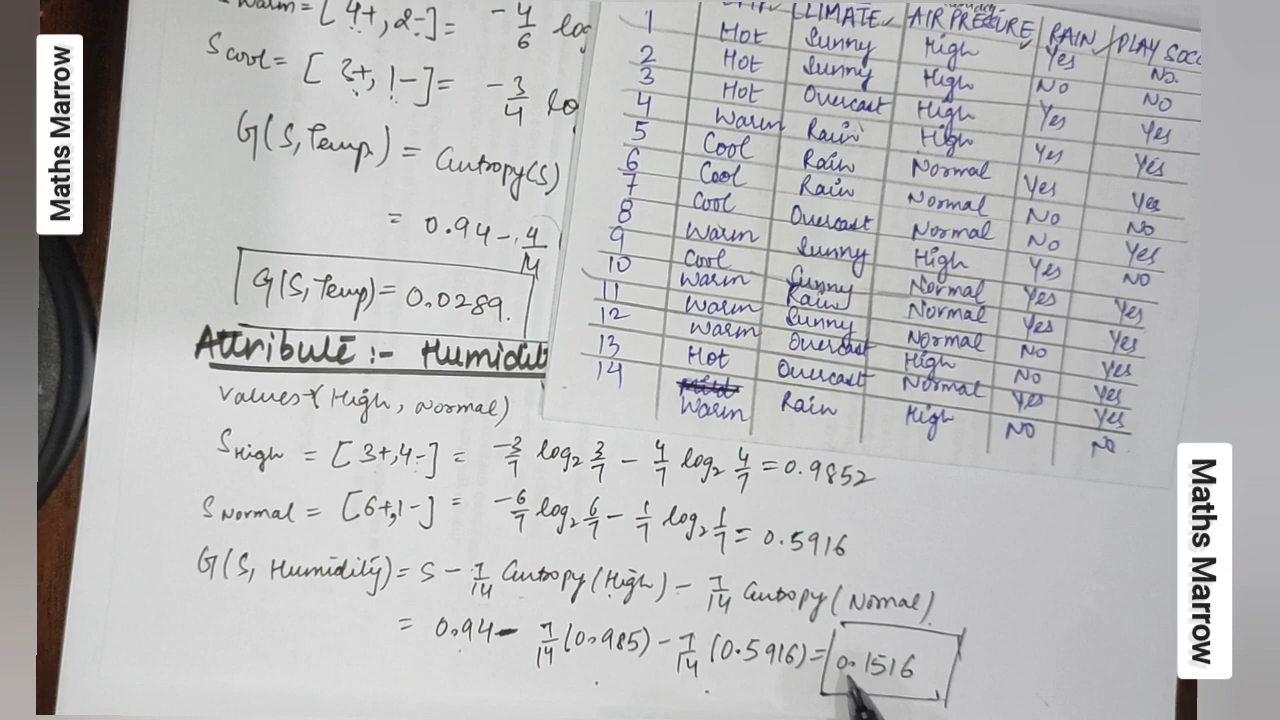 Maths Marrow
Warm = [4+, 2-] = -4/6 log
S cool = [3+, 1-] = -3/4 lo
G(S, Temp) = Entropy(S)
= 0.94 - 4/14
G(S, Temp) = 0.0289.
Attribute :- Humidit
Values (High, Normal)
S High = [3+, 4-] = -3/7 log2 3/7 - 4/7 log2 4/7 = 0.9852
S Normal = [6+, 1-] = -6/7 log2 6/7 - 1/7 log2 1/7 = 0.5916
G(S, Humidity) = S - 7/14 Entropy (High) - 7/14 Entropy (Normal)
= 0.94 - 7/14 (0.985) - 7/14 (0.5916) = 0.1516
CLIMATE AIR PRESSURE RAIN PLAY SOCC
1 Hot Sunny High Yes No.
2 Hot Sunny High No No
3 Hot Overcast High Yes Yes
4 Warm Rain High Yes Yes
5 Cool Rain Normal Yes Yes
6 Cool Rain Normal No No
7 Cool Overcast Normal No Yes
8 Warm Sunny High Yes No
9 Cool Sunny Normal Yes Yes
10 Warm Rain Normal Yes Yes
11 Warm Sunny Normal No Yes
12 Warm Overcast High No Yes
13 Hot Overcast Normal Yes Yes
14 Warm Rain High No No
Maths Marrow